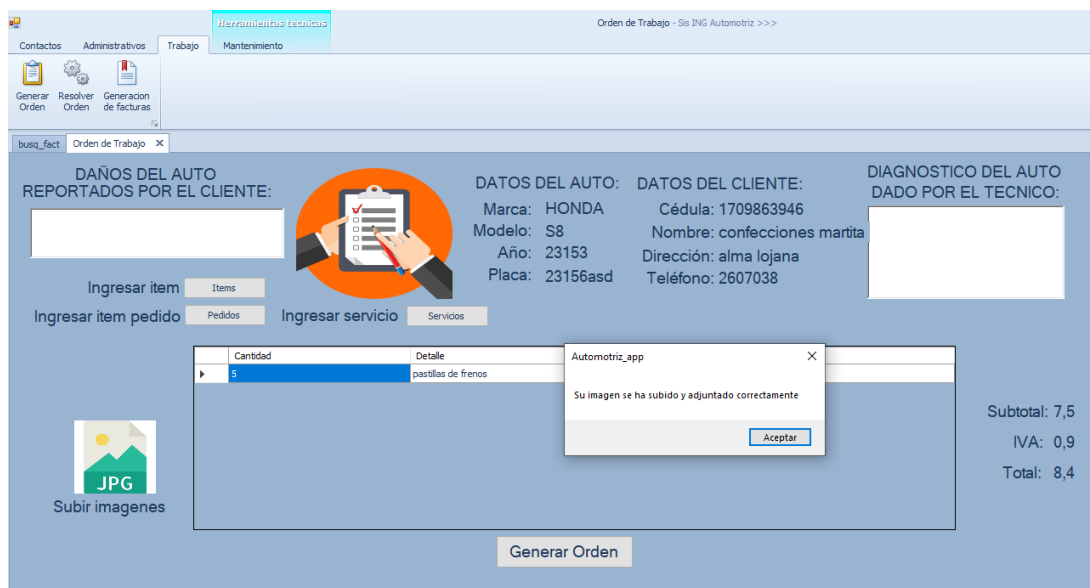 Herramientas tecnicas
Orden de Trabajo - Sis ING Automotriz >>>
Contactos Administrativos Trabajo Mantenimiento
Generar Orden
Resolver Orden
Generacion de facturas
busq_fact Orden de Trabajo X
DAÑOS DEL AUTO
REPORTADOS POR EL CLIENTE:
DATOS DEL AUTO:
Marca: HONDA
Modelo: S8
Año: 23153
Placa: 23156asd
DATOS DEL CLIENTE:
Cédula: 1709863946
Nombre: confecciones martita
Dirección: alma lojana
Teléfono: 2607038
DIAGNOSTICO DEL AUTO
DADO POR EL TECNICO:
Ingresar item Items
Ingresar item pedido Pedidos
Ingresar servicio Servicios
Cantidad Detalle
5 pastillas de frenos
Automotriz_app
Su imagen se ha subido y adjuntado correctamente
Aceptar
JPG
Subir imagenes
Subtotal: 7,5
IVA: 0,9
Total: 8,4
Generar Orden